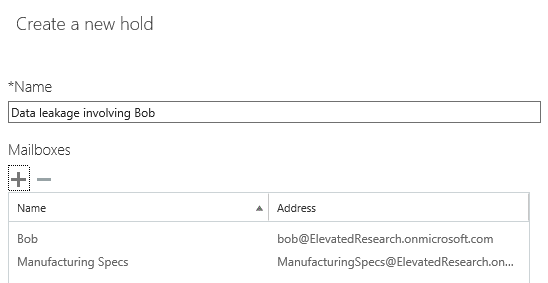 Create a new hold
*Name
Data leakage involving Bob
Mailboxes
Name Address
Bob bob@ElevatedResearch.onmicrosoft.com
Manufacturing Specs ManufacturingSpecs@ElevatedResearch.on...